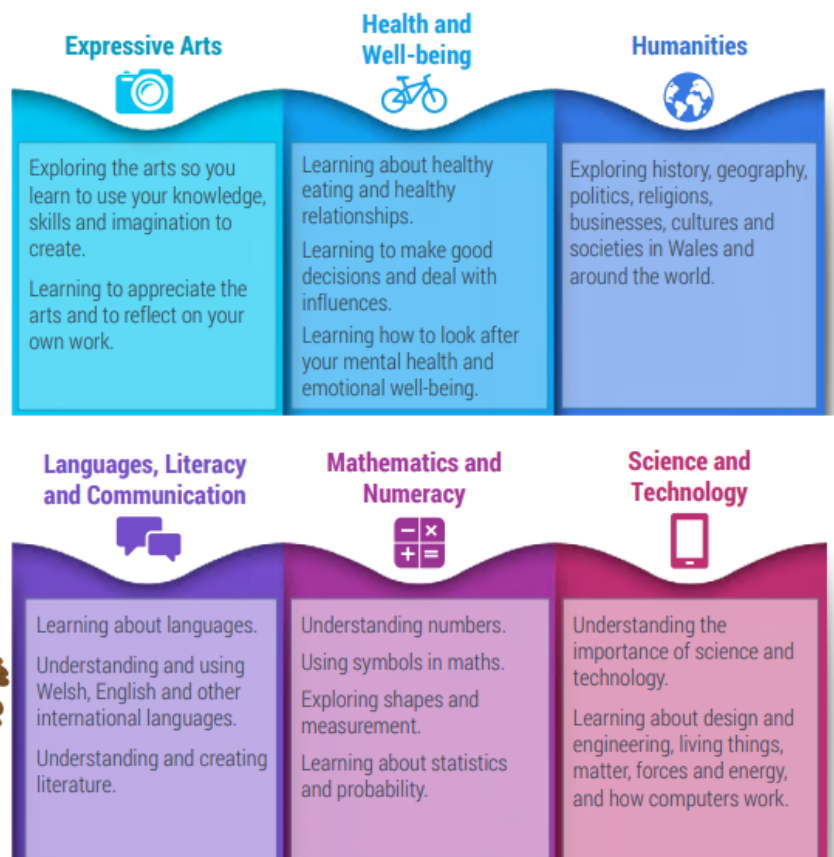 Expressive Arts
Exploring the arts so you
learn to use your knowledge,
skills and imagination to
create.
Learning to appreciate the
arts and to reflect on your
own work.
Health and
Well-being
Learning about healthy
eating and healthy
relationships.
Learning to make good
decisions and deal with
influences.
Learning how to look after
your mental health and
emotional well-being.
Humanities
Exploring history, geography,
politics, religions,
businesses, cultures and
societies in Wales and
around the world.
Languages, Literacy
and Communication
Learning about languages.
Understanding and using
Welsh, English and other
international languages.
Understanding and creating
literature.
Mathematics and
Numeracy
Understanding numbers.
Using symbols in maths.
Exploring shapes and
measurement.
Learning about statistics
and probability.
Science and
Technology
Understanding the
importance of science and
technology.
Learning about design and
engineering, living things,
matter, forces and energy,
and how computers work.